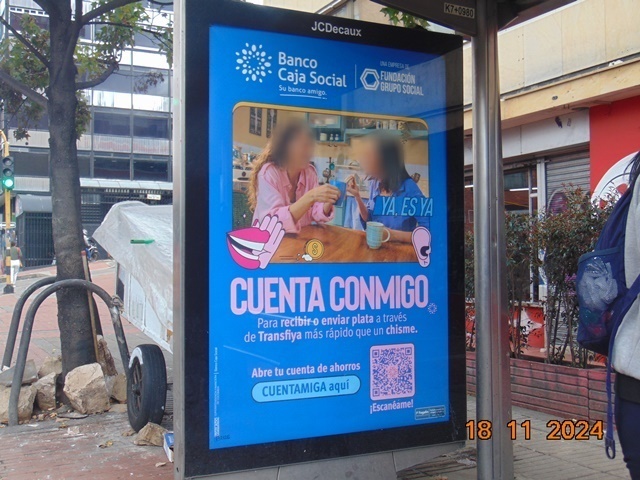 K7+0980
JCDecaux
Banco
Caja Social
Su banco amigo.
UNA EMPRESA DE
FUNDACIÓN
GRUPO SOCIAL
YA, ES YA
CUENTA CONMIGO
Para recibir o enviar plata a través
de Transfiya más rápido que un chisme.
Abre tu cuenta de ahorros
CUENTAMIGA aquí
¡Escanéame!
18 11 2024